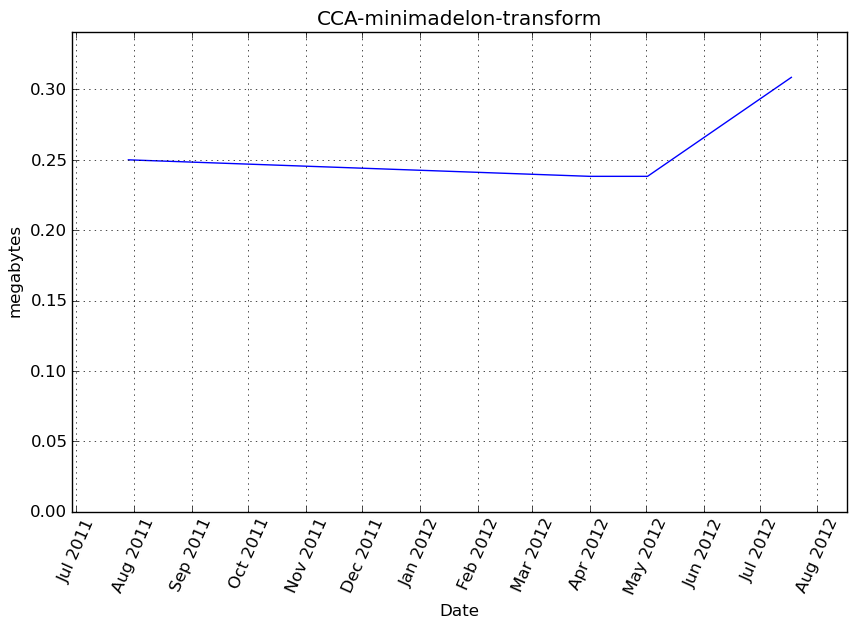 CCA-minimadelon-transform
0.30
0.25
0.20
0.15
0.10
0.05
0.00
megabytes
Jul 2011
Aug 2011
Sep 2011
Oct 2011
Nov 2011
Dec 2011
Jan 2012
Feb 2012
Mar 2012
Apr 2012
May 2012
Jun 2012
Jul 2012
Aug 2012
Date